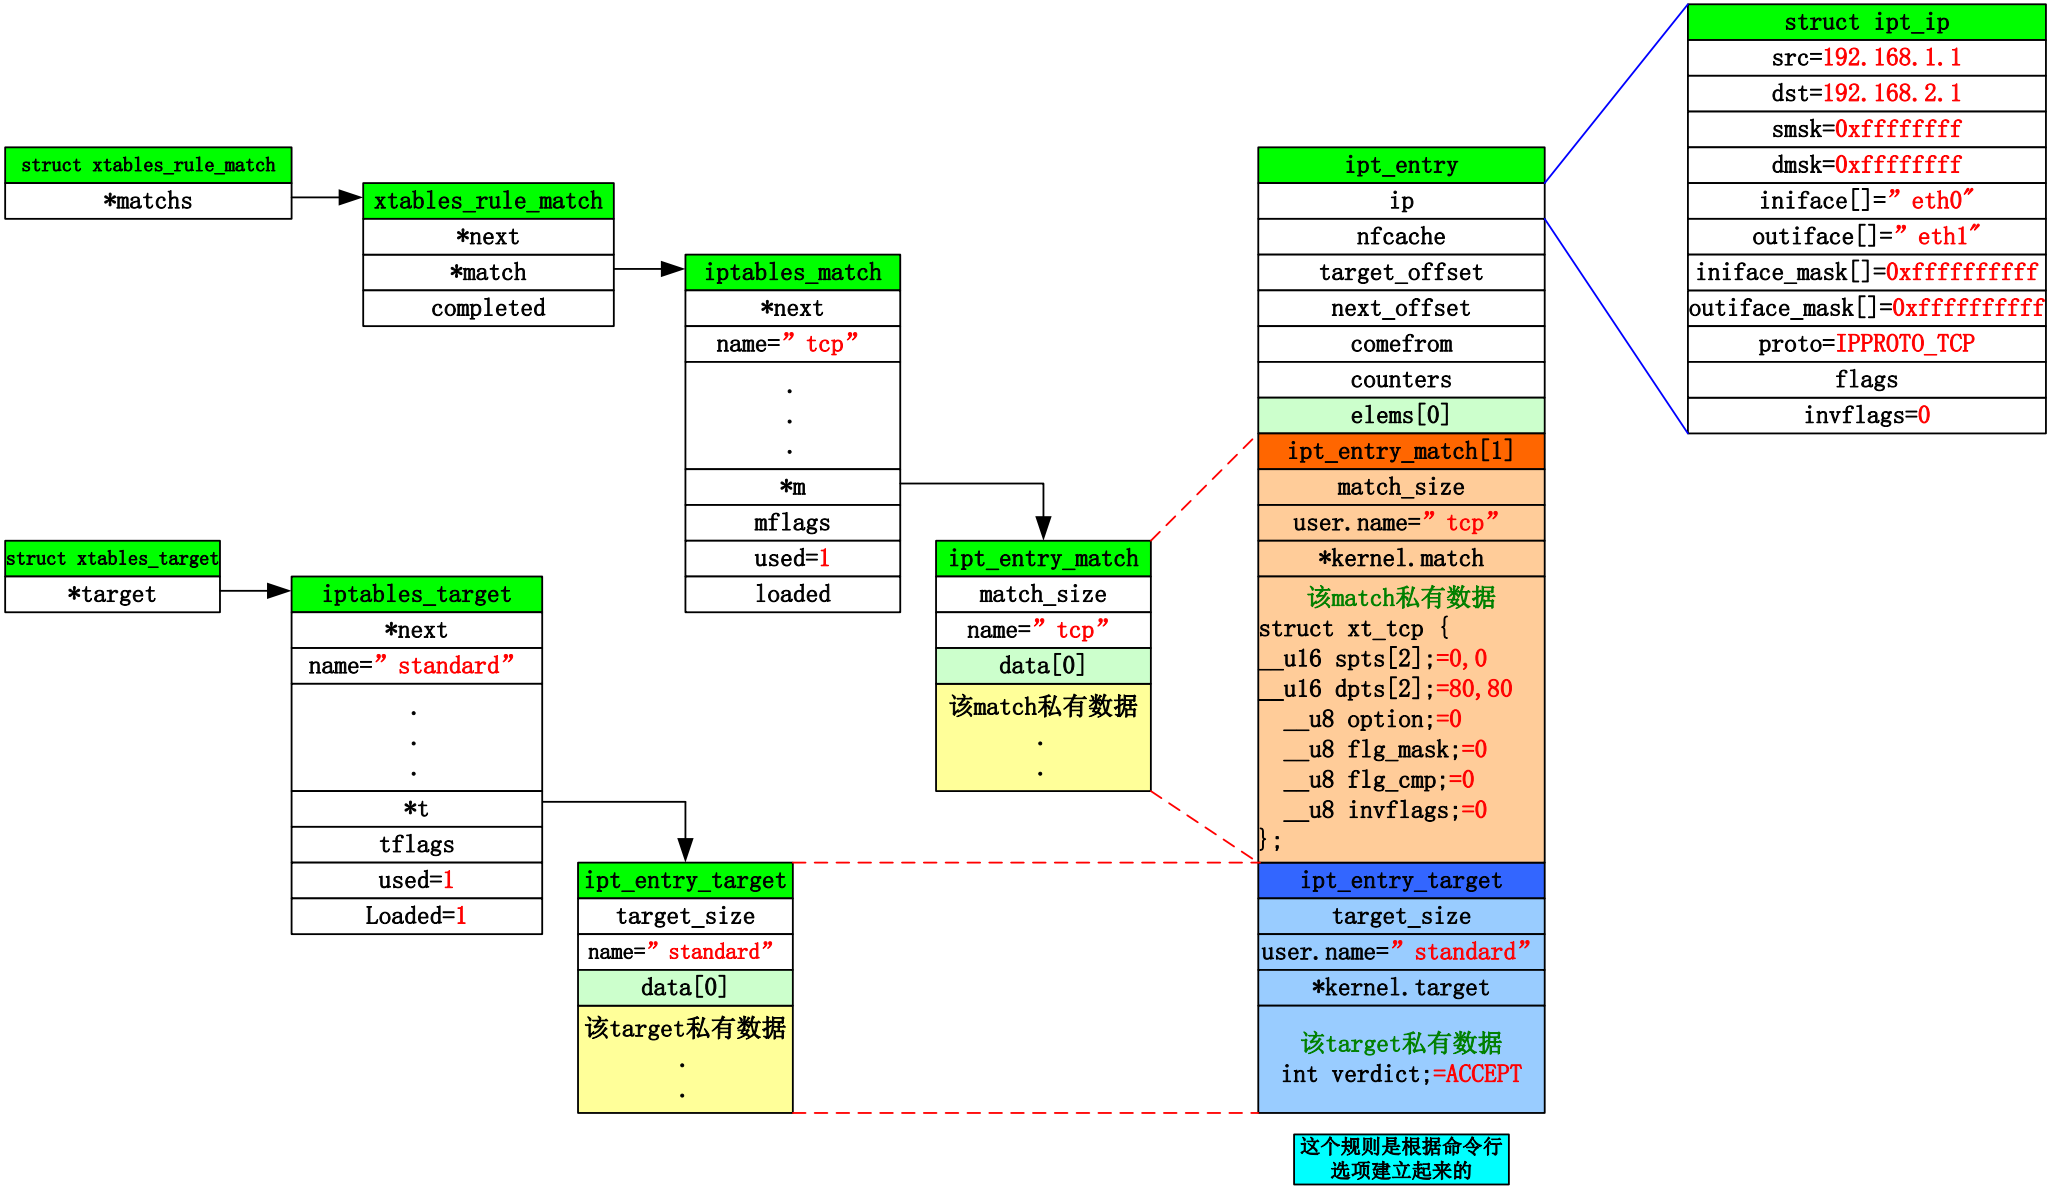 struct xtables_rule_match
*matchs
xtables_rule_match
*next
*match
completed
iptables_match
*next
name=” tcp”
.
.
.
*m
mflags
used=1
loaded
ipt_entry_match
match_size
name=” tcp”
data[0]
该match私有数据
.
.
struct xtables_target
*target
iptables_target
*next
name=” standard”
.
.
.
*t
tflags
used=1
Loaded=1
ipt_entry_target
target_size
name=” standard”
data[0]
该target私有数据
.
.
ipt_entry
ip
nfcache
target_offset
next_offset
comefrom
counters
elems[0]
ipt_entry_match[1]
match_size
user.name=” tcp”
*kernel.match
该match私有数据
struct xt_tcp {
__u16 spts[2];=0,0
__u16 dpts[2];=80,80
__u8 option;=0
__u8 flg_mask;=0
__u8 flg_cmp;=0
__u8 invflags;=0
};
ipt_entry_target
target_size
user.name=” standard”
*kernel.target
该target私有数据
int verdict;=ACCEPT
这个规则是根据命令行
选项建立起来的
struct ipt_ip
src=192.168.1.1
dst=192.168.2.1
smsk=0xffffffff
dmsk=0xffffffff
iniface[]=” eth0″
outiface[]=” eth1″
iniface_mask[]=0xffffffffff
outiface_mask[]=0xffffffffff
proto=IPPROTO_TCP
flags
invflags=0